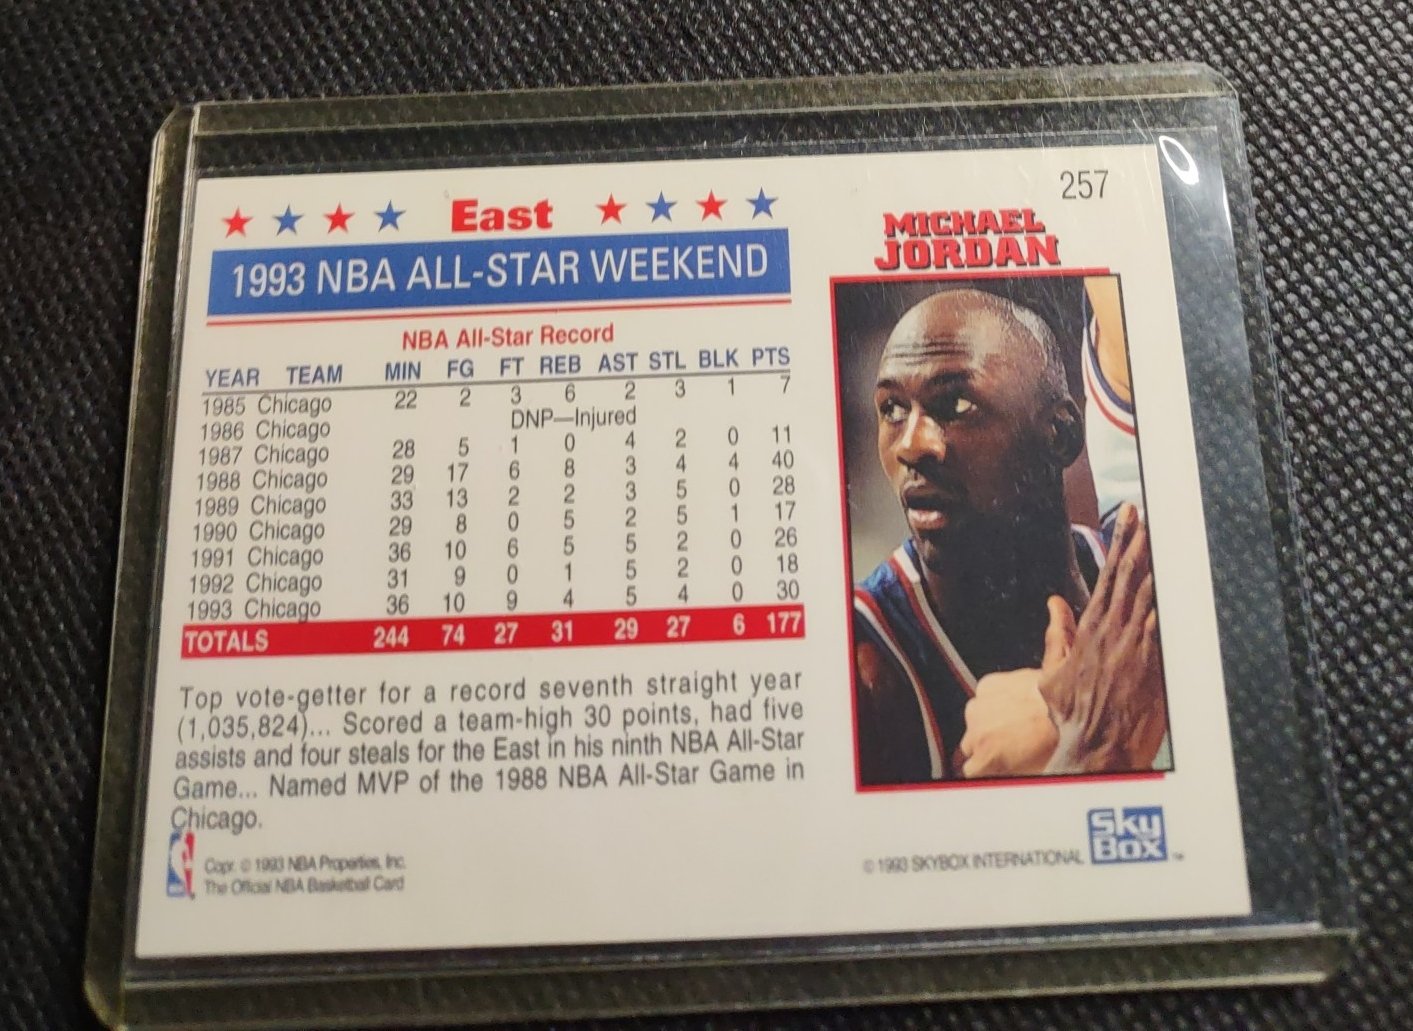 257
★ ★ ★ ★ East ★ ★ ★ ★
1993 NBA ALL-STAR WEEKEND
MICHAEL
JORDAN
NBA All-Star Record
YEAR TEAM MIN FG FT REB AST STL BLK PTS
1985 Chicago 22 2 3 6 2 3 1 7
1986 Chicago DNP—Injured
1987 Chicago 28 5 1 0 4 2 0 11
1988 Chicago 29 17 6 8 3 4 4 40
1989 Chicago 33 13 2 2 3 5 0 28
1990 Chicago 29 8 0 5 2 5 1 17
1991 Chicago 36 10 6 5 5 2 0 26
1992 Chicago 31 9 0 1 5 2 0 18
1993 Chicago 36 10 9 4 5 4 0 30
TOTALS 244 74 27 31 29 27 6 177
Top vote-getter for a record seventh straight year
(1,035,824)... Scored a team-high 30 points, had five
assists and four steals for the East in his ninth NBA All-Star
Game... Named MVP of the 1988 NBA All-Star Game in
Chicago.
Copr. © 1993 NBA Properties, Inc.
The Official NBA Basketball Card
© 1993 SKYBOX INTERNATIONAL
Sky
Box
™